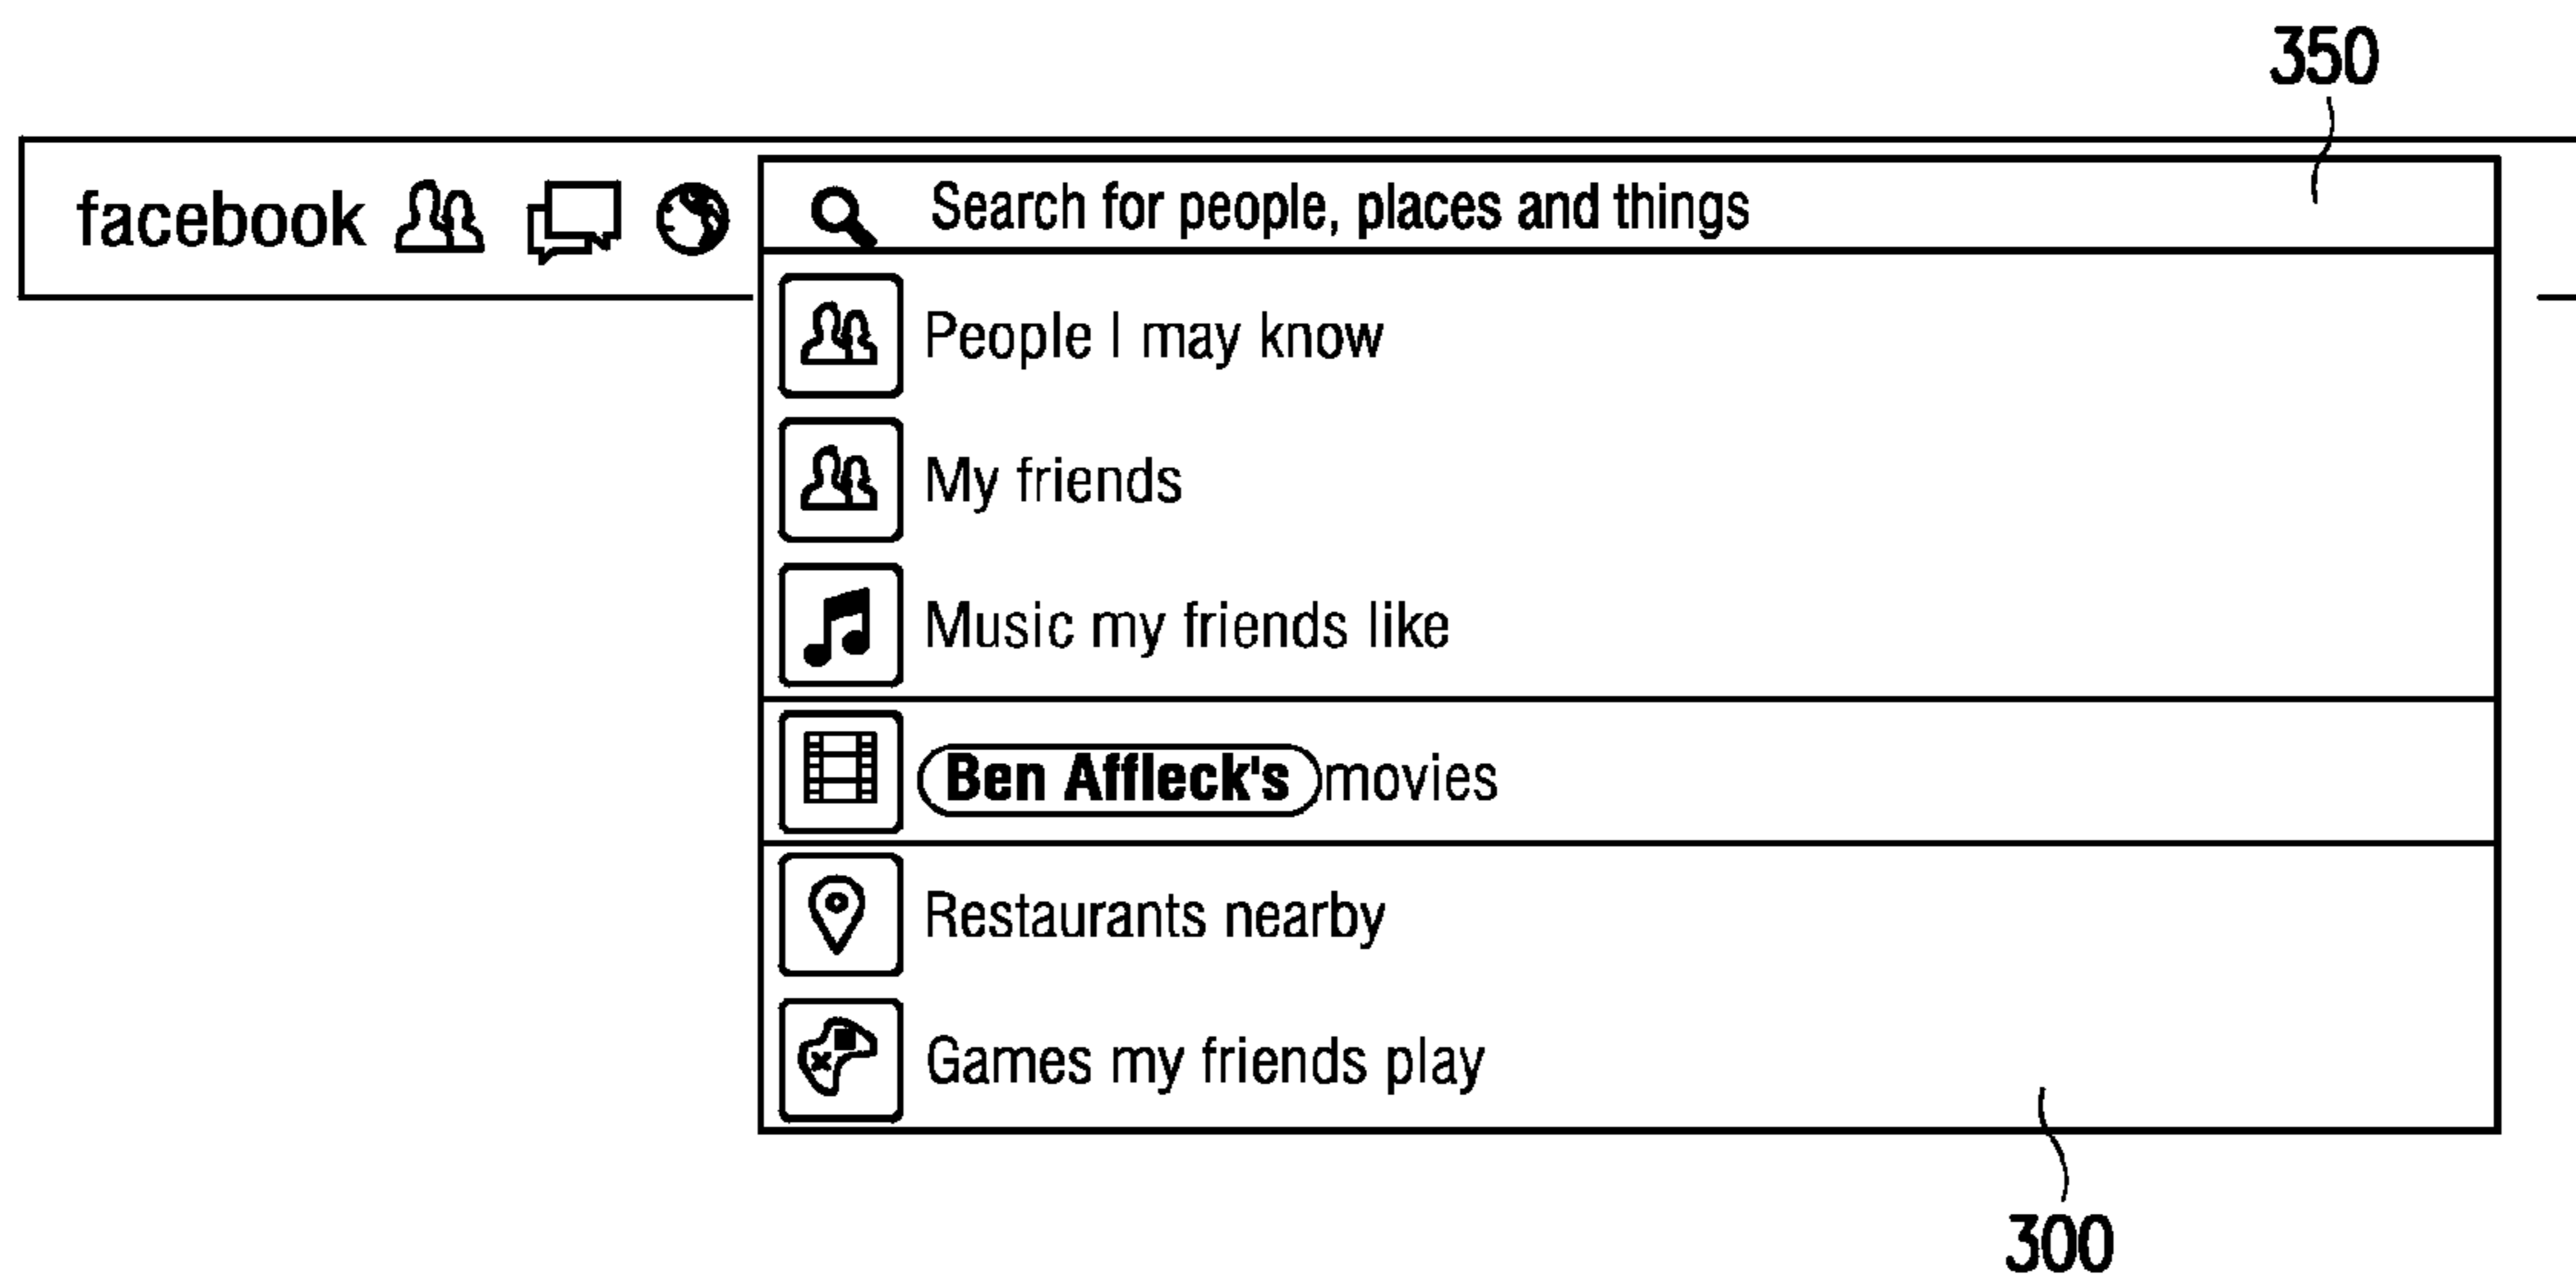 350
facebook
Search for people, places and things
People I may know
My friends
Music my friends like
Ben Affleck's movies
Restaurants nearby
Games my friends play
300